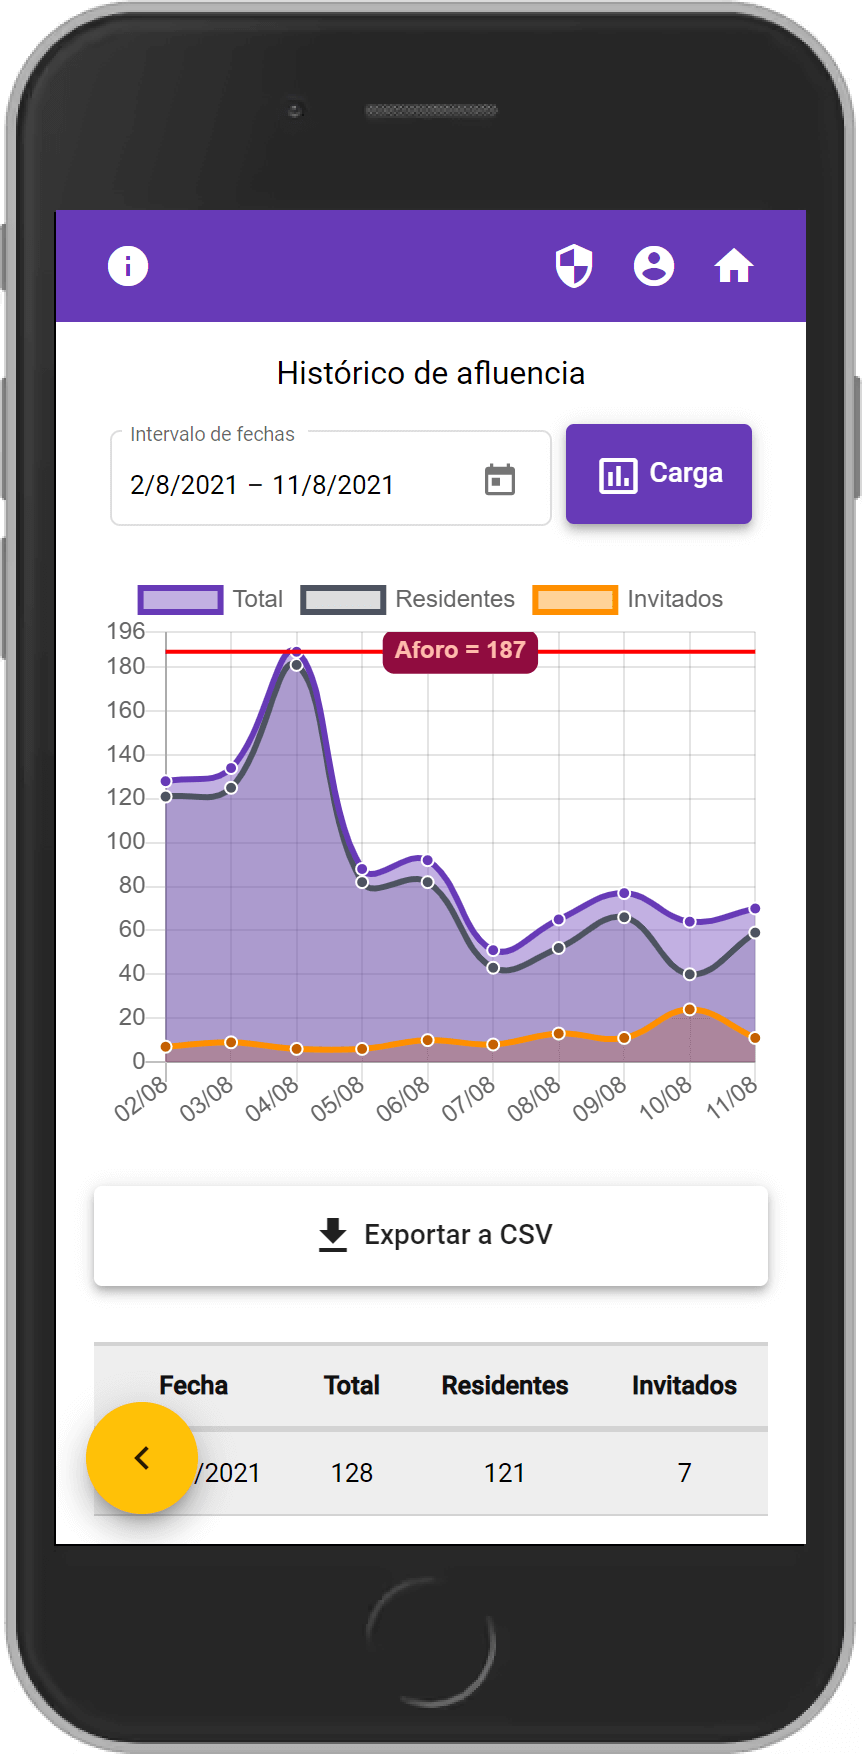 Histórico de afluencia
Intervalo de fechas
2/8/2021 – 11/8/2021
Carga
Total
Residentes
Invitados
196
Aforo = 187
180
160
140
120
100
80
60
40
20
0
02/08
03/08
04/08
05/08
06/08
07/08
08/08
09/08
10/08
11/08
Exportar a CSV
Fecha Total Residentes Invitados
/2021 128 121 7